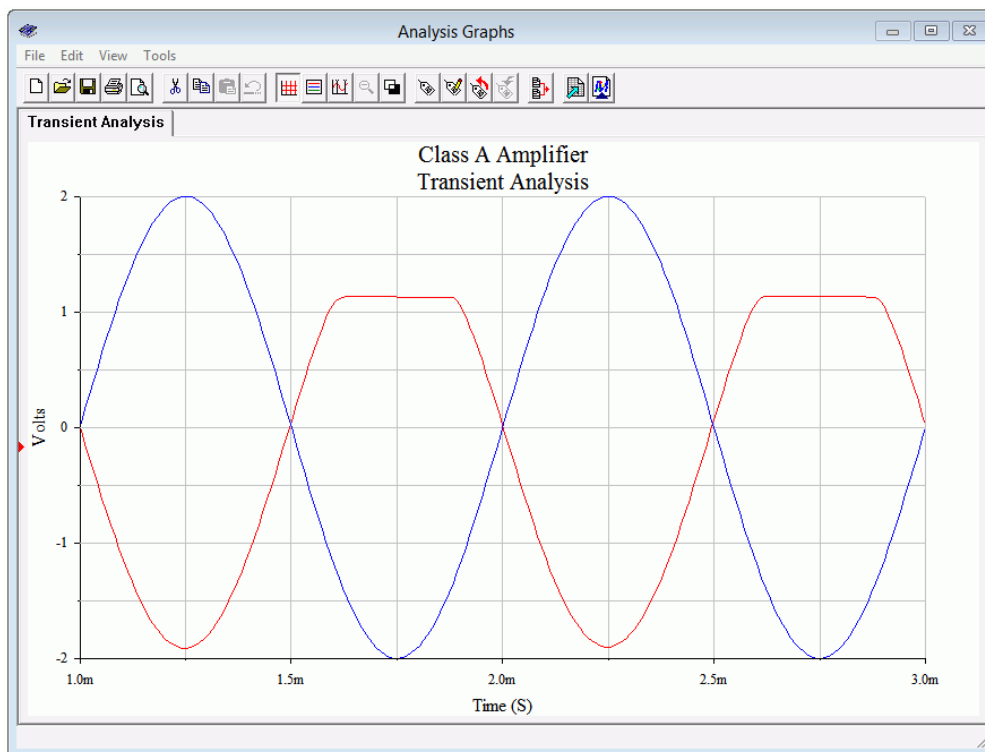 Analysis Graphs
File Edit View Tools
Transient Analysis
Class A Amplifier
Transient Analysis
2
1
0
-1
-2
Volts
1.0m 1.5m 2.0m 2.5m 3.0m
Time (S)